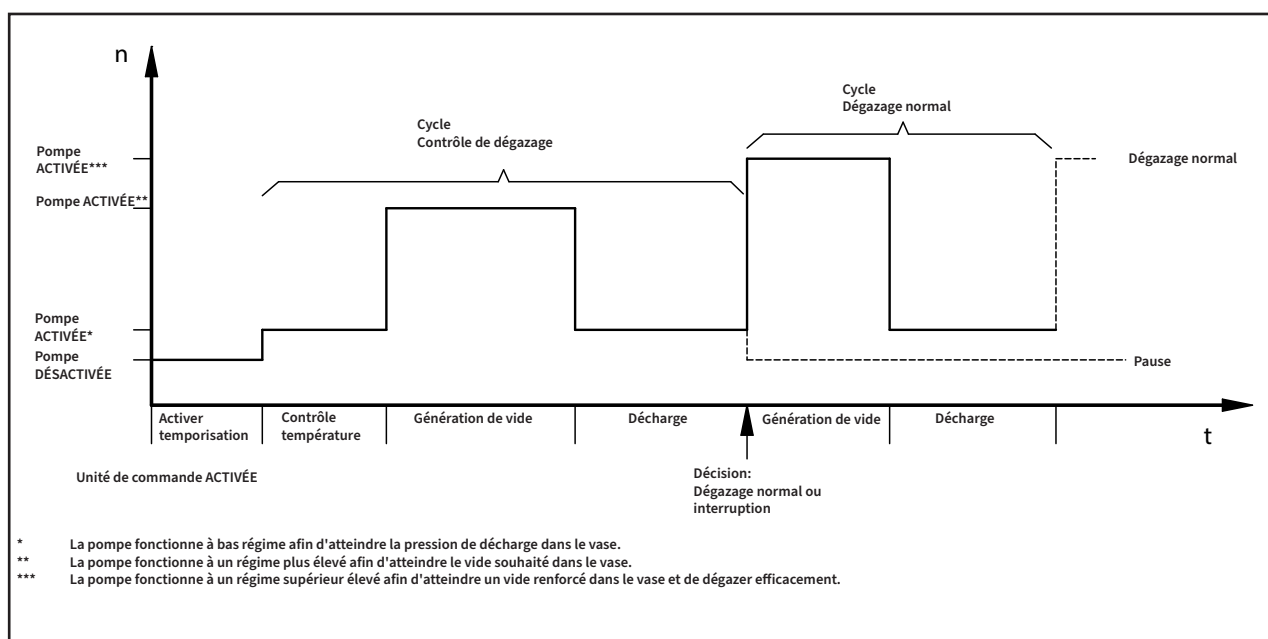 n
Cycle
Dégazage normal
Cycle
Contrôle de dégazage
Pompe
ACTIVÉE***
Dégazage normal
Pompe ACTIVÉE**
Pompe
ACTIVÉE*
Pompe
DÉSACTIVÉE
Pause
Activer
temporisation
Contrôle
température
Génération de vide
Décharge
Génération de vide
Décharge
t
Unité de commande ACTIVÉE
Décision:
Dégazage normal ou
interruption
* La pompe fonctionne à bas régime afin d'atteindre la pression de décharge dans le vase.
** La pompe fonctionne à un régime plus élevé afin d'atteindre le vide souhaité dans le vase.
*** La pompe fonctionne à un régime supérieur élevé afin d'atteindre un vide renforcé dans le vase et de dégazer efficacement.